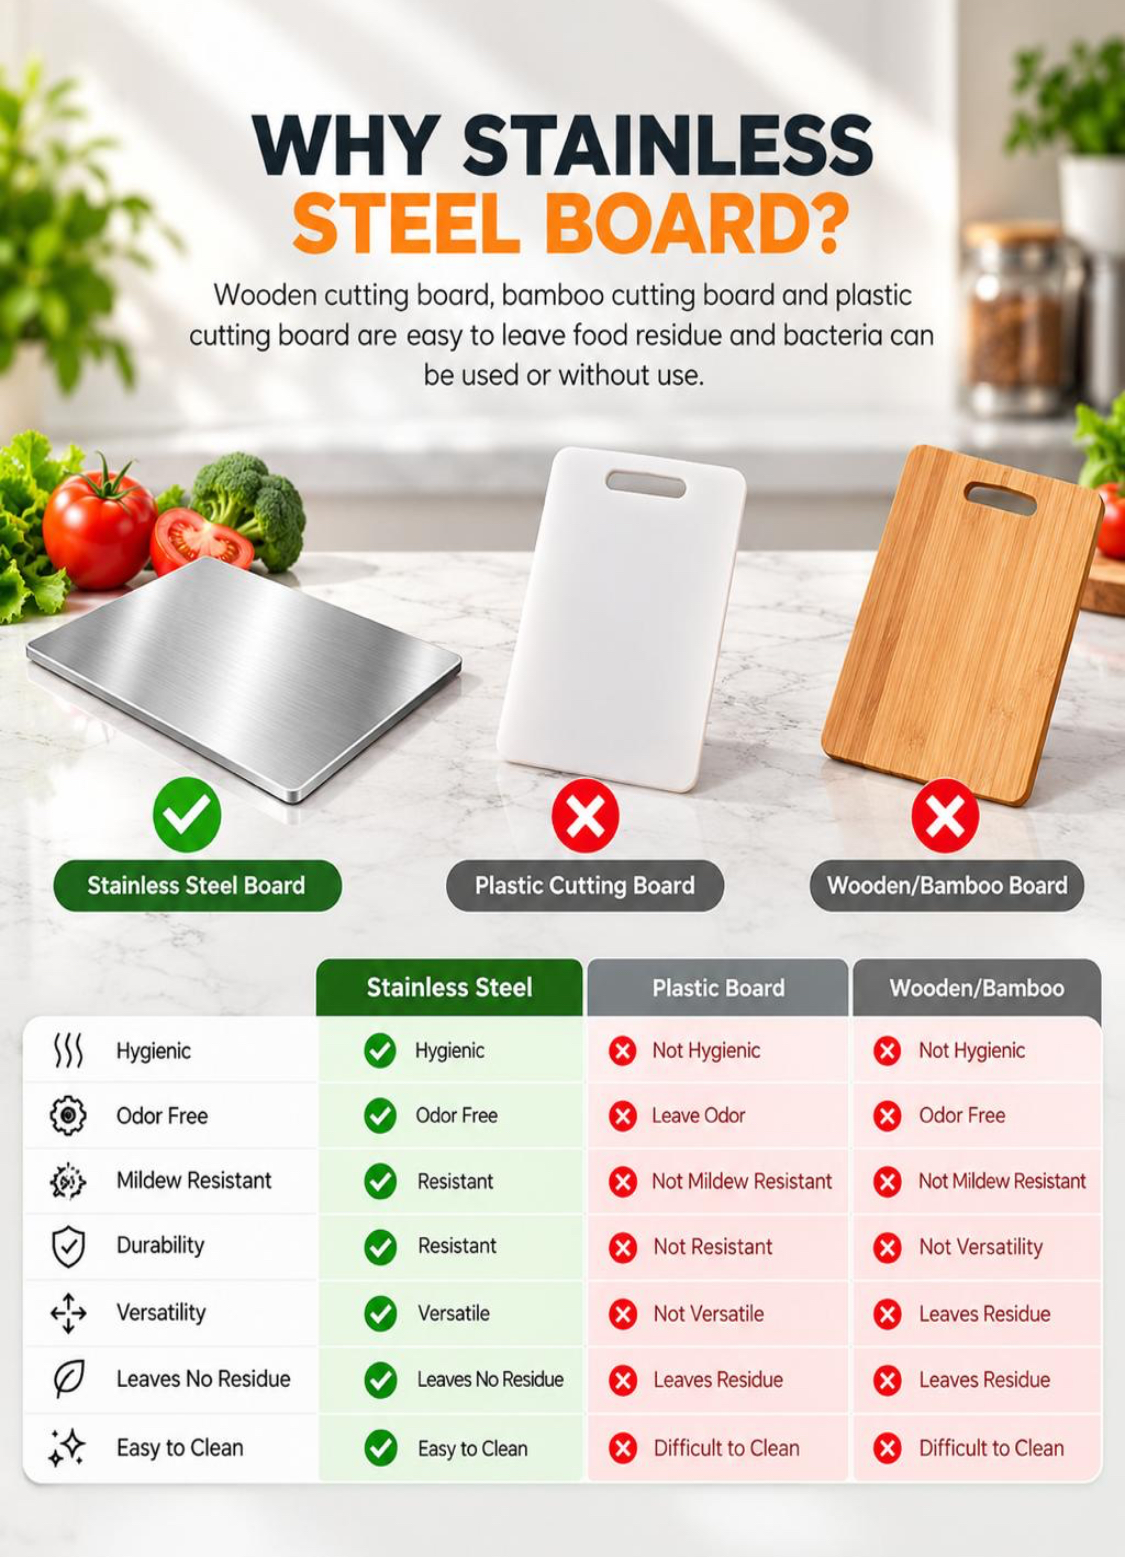 WHY STAINLESS
STEEL BOARD?
Wooden cutting board, bamboo cutting board and plastic
cutting board are easy to leave food residue and bacteria can
be used or without use.
Stainless Steel Board
Plastic Cutting Board
Wooden/Bamboo Board
Stainless Steel
Plastic Board
Wooden/Bamboo
Hygienic
Hygienic
Not Hygienic
Not Hygienic
Odor Free
Odor Free
Leave Odor
Odor Free
Mildew Resistant
Resistant
Not Mildew Resistant
Not Mildew Resistant
Durability
Resistant
Not Resistant
Not Versatility
Versatility
Versatile
Not Versatile
Leaves Residue
Leaves No Residue
Leaves No Residue
Leaves Residue
Leaves Residue
Easy to Clean
Easy to Clean
Difficult to Clean
Difficult to Clean